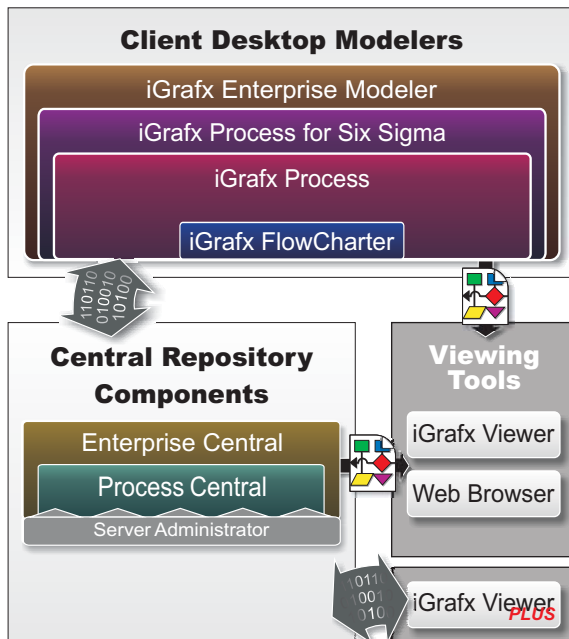 Client Desktop Modelers
iGrafx Enterprise Modeler
iGrafx Process for Six Sigma
iGrafx Process
iGrafx FlowCharter
110110
010010
10100
Central Repository
Components
Enterprise Central
Process Central
Server Administrator
Viewing
Tools
iGrafx Viewer
Web Browser
1011
1001
010
iGrafx Viewer
PLUS